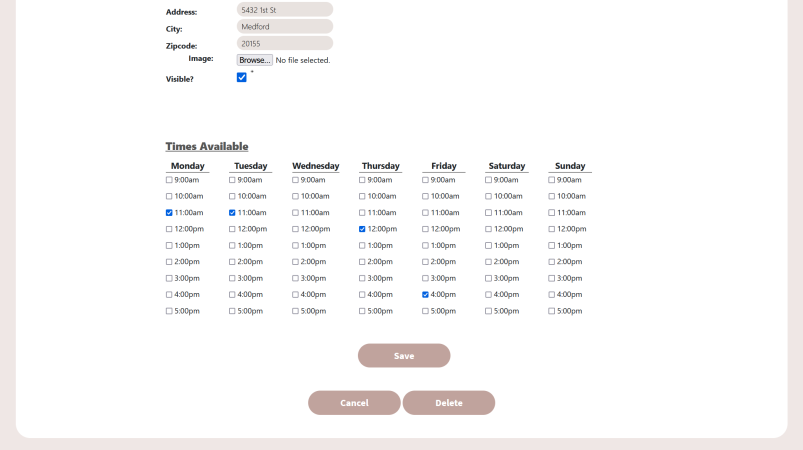 Address: 5432 1st St
City: Medford
Zipcode: 20155
Image: Browse... No file selected.
Visible? *
Times Available
Monday Tuesday Wednesday Thursday Friday Saturday Sunday
9:00am 9:00am 9:00am 9:00am 9:00am 9:00am 9:00am
10:00am 10:00am 10:00am 10:00am 10:00am 10:00am 10:00am
11:00am 11:00am 11:00am 11:00am 11:00am 11:00am 11:00am
12:00pm 12:00pm 12:00pm 12:00pm 12:00pm 12:00pm 12:00pm
1:00pm 1:00pm 1:00pm 1:00pm 1:00pm 1:00pm 1:00pm
2:00pm 2:00pm 2:00pm 2:00pm 2:00pm 2:00pm 2:00pm
3:00pm 3:00pm 3:00pm 3:00pm 3:00pm 3:00pm 3:00pm
4:00pm 4:00pm 4:00pm 4:00pm 4:00pm 4:00pm 4:00pm
5:00pm 5:00pm 5:00pm 5:00pm 5:00pm 5:00pm 5:00pm
Save
Cancel Delete